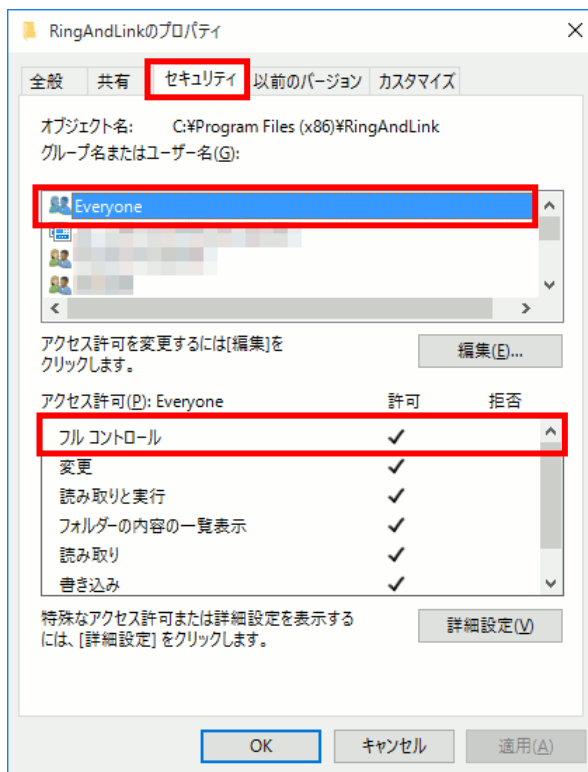 RingAndLinkのプロパティ
全般 共有 セキュリティ 以前のバージョン カスタマイズ
オブジェクト名: C:¥Program Files (x86)¥RingAndLink
グループ名またはユーザー名(G):
Everyone
アクセス許可を変更するには[編集]を
クリックします。
編集(E)...
アクセス許可(P): Everyone 許可 拒否
フル コントロール
変更
読み取りと実行
フォルダーの内容の一覧表示
読み取り
書き込み
特殊なアクセス許可または詳細設定を表示する
には、[詳細設定] をクリックします。
詳細設定(V)
OK キャンセル 適用(A)